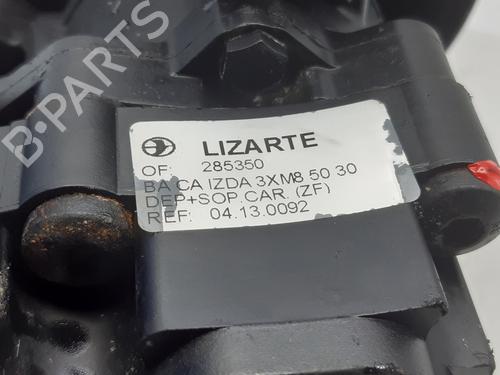 B-PARTS
LIZARTE
OF: 285350
BA CA IZDA 3XM8 50 30
DEP+SOP.CAR. (ZF)
REF: 04.13.0092